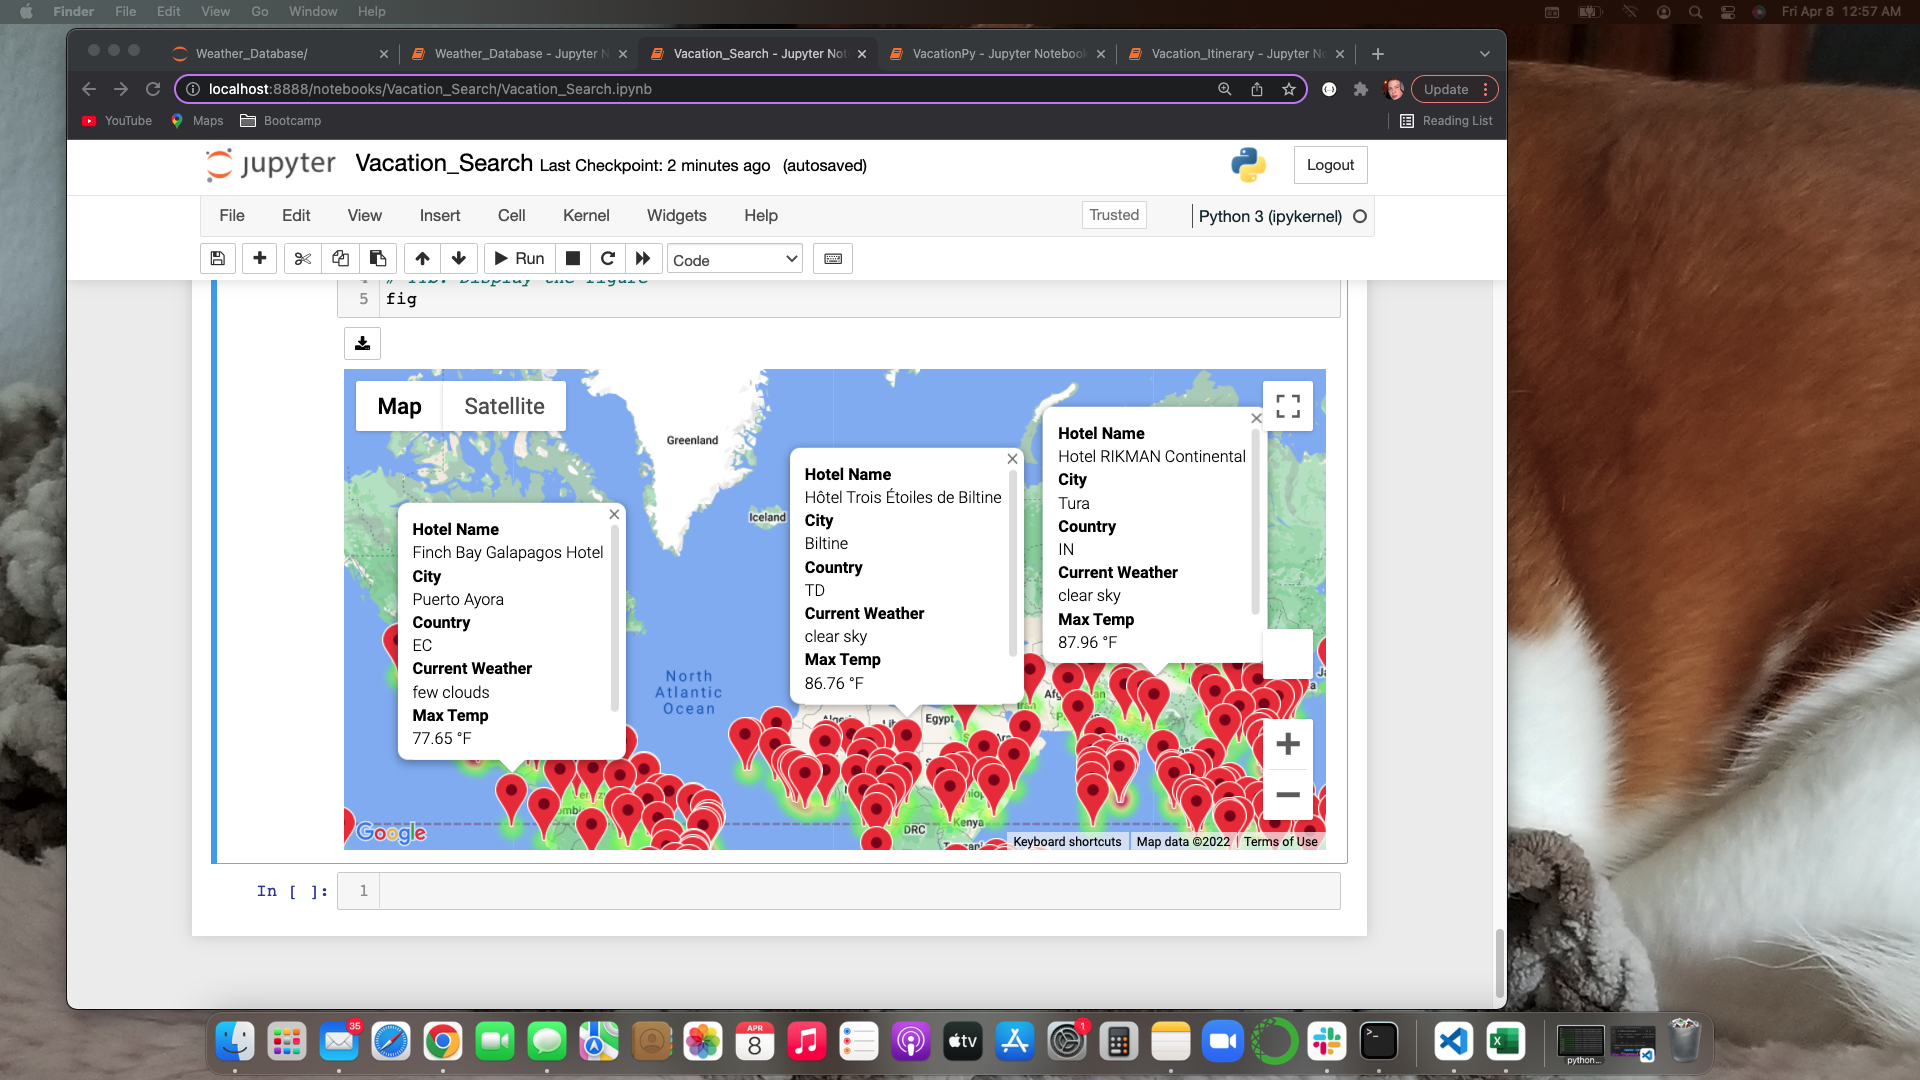 Finder File Edit View Go Window Help Fri Apr 8 12:57 AM
Weather_Database/ Weather_Database - Jupyter N Vacation_Search - Jupyter Not VacationPy - Jupyter Notebook Vacation_Itinerary - Jupyter No
localhost:8888/notebooks/Vacation_Search/Vacation_Search.ipynb Update
YouTube Maps Bootcamp Reading List
jupyter Vacation_Search Last Checkpoint: 2 minutes ago (autosaved) Logout
File Edit View Insert Cell Kernel Widgets Help Trusted Python 3 (ipykernel)
Run Code
# 11b. Display the figure
5 fig
Map Satellite
Greenland
Iceland
Hotel Name
Finch Bay Galapagos Hotel
City
Puerto Ayora
Country
EC
Current Weather
few clouds
Max Temp
77.65 °F
Hotel Name
Hôtel Trois Étoiles de Biltine
City
Biltine
Country
TD
Current Weather
clear sky
Max Temp
86.76 °F
Hotel Name
Hotel RIKMAN Continental
City
Tura
Country
IN
Current Weather
clear sky
Max Temp
87.96 °F
North
Atlantic
Ocean
Egypt
DRC
Kenya
Google
Keyboard shortcuts Map data ©2022 Terms of Use
In [ ]: 1
35
APR
8
tv
1
python...